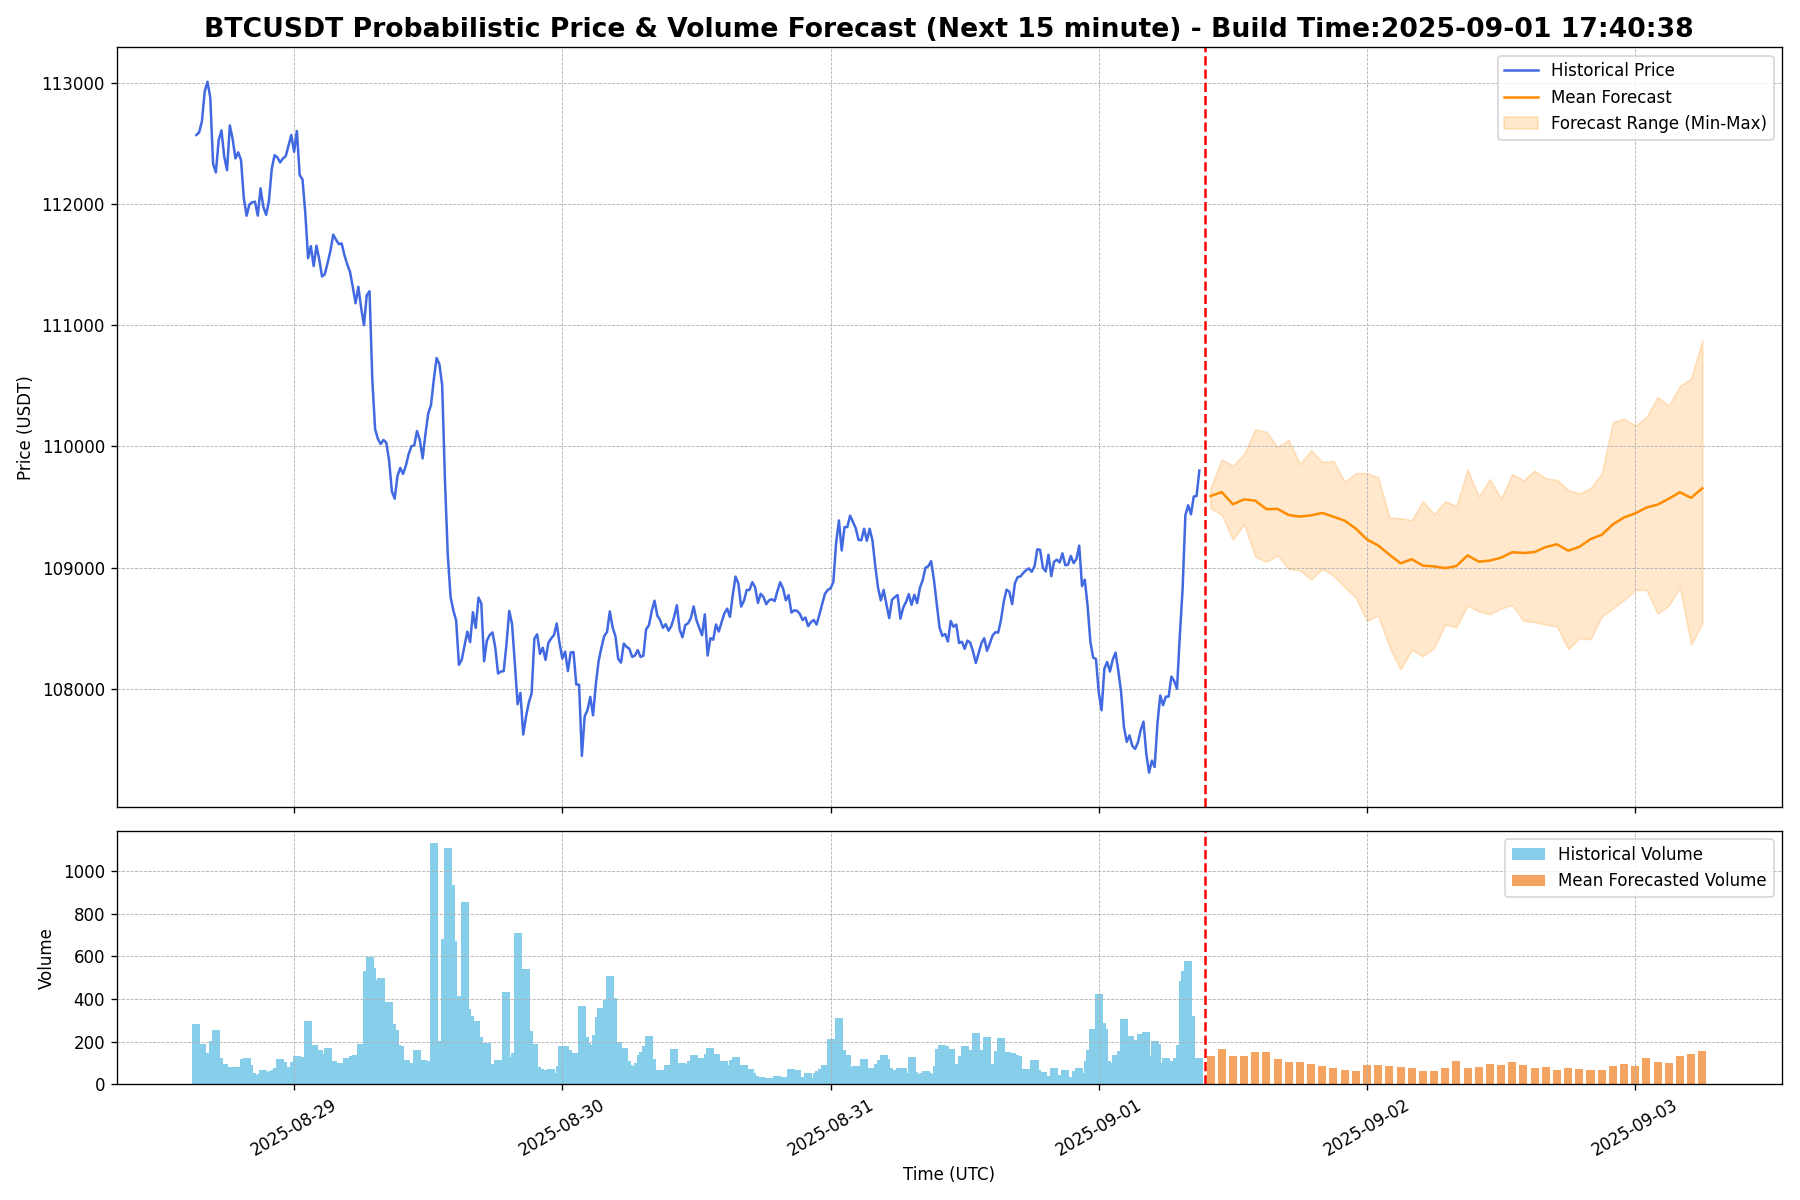 BTCUSDT Probabilistic Price & Volume Forecast (Next 15 minute) - Build Time:2025-09-01 17:40:38
Historical Price
Mean Forecast
Forecast Range (Min-Max)
113000
112000
111000
110000
109000
108000
Price (USDT)
Historical Volume
Mean Forecasted Volume
1000
800
600
400
200
0
Volume
2025-08-29
2025-08-30
2025-08-31
2025-09-01
2025-09-02
2025-09-03
Time (UTC)